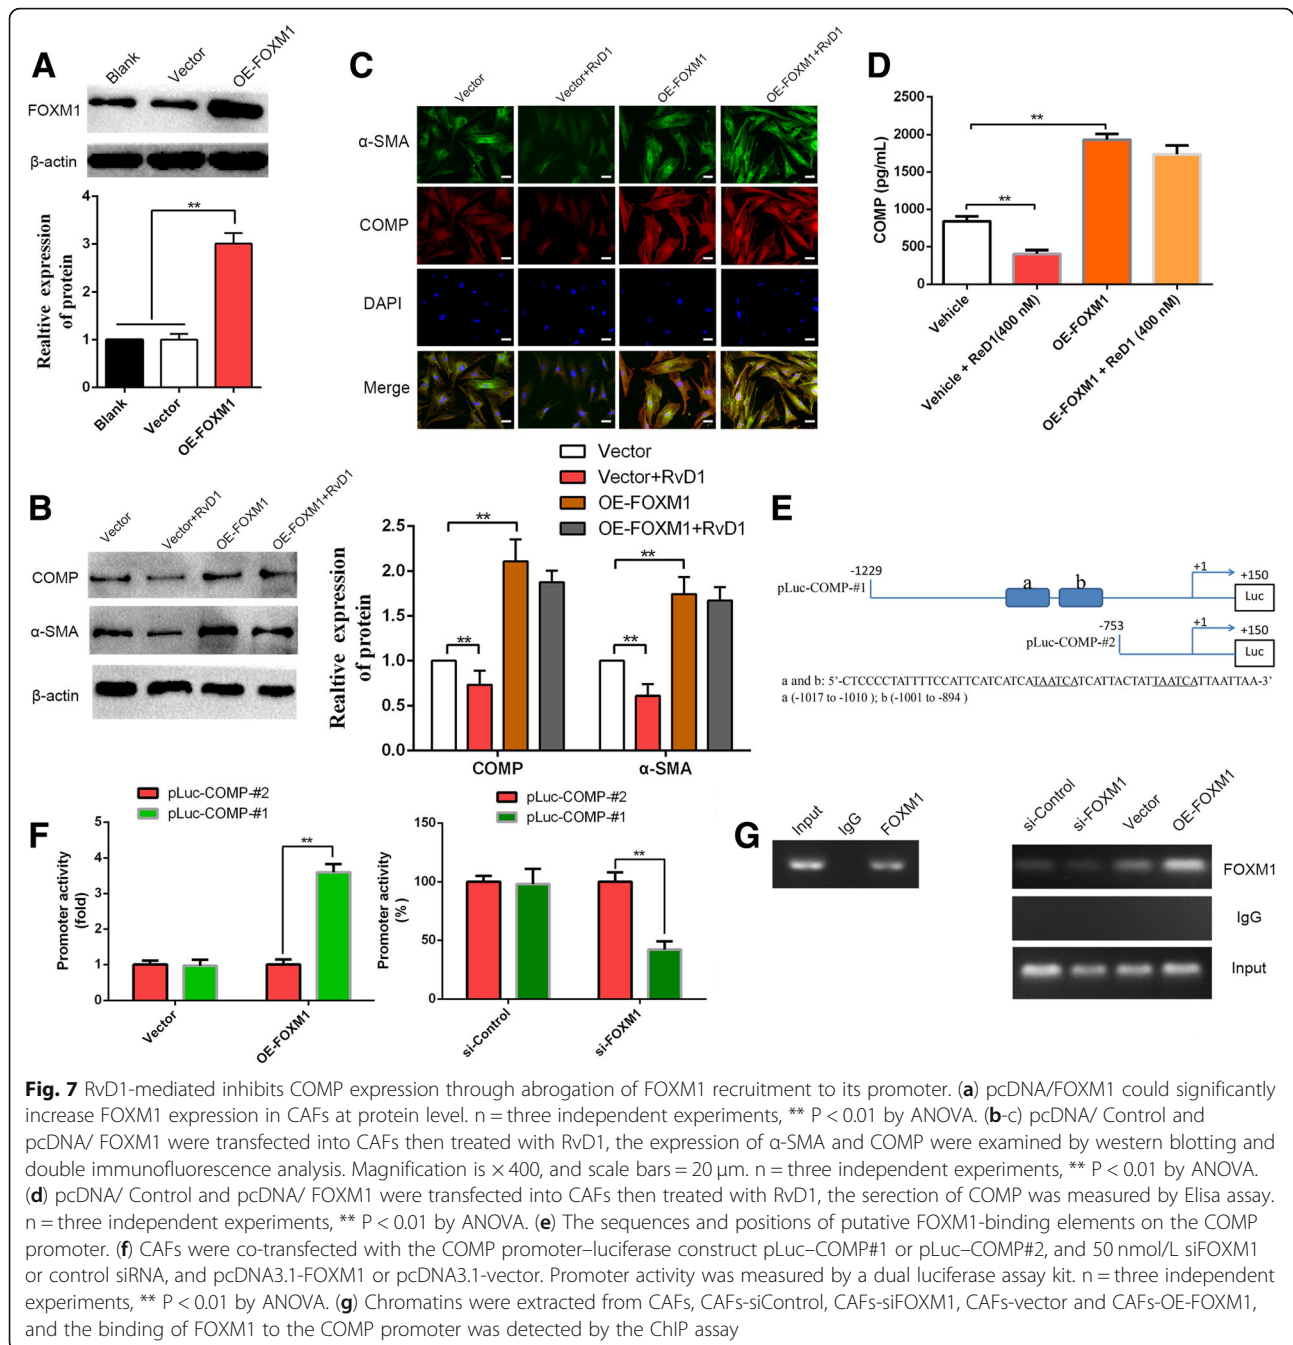 A
Blank
Vector
OE-FOXM1
FOXM1
β-actin
Realtive expression
of protein
4
3
2
1
0
**
Blank
Vector
OE-FOXM1
C
Vector
Vector+RvD1
OE-FOXM1
OE-FOXM1+RvD1
α-SMA
COMP
DAPI
Merge
D
COMP (pg/mL)
2500
2000
1500
1000
500
0
**
**
Vehicle
Vehicle + ReD1(400 nM)
OE-FOXM1
OE-FOXM1 + ReD1 (400 nM)
B
Vector
Vector+RvD1
OE-FOXM1
OE-FOXM1+RvD1
COMP
α-SMA
β-actin
Vector
Vector+RvD1
OE-FOXM1
OE-FOXM1+RvD1
Realtive expression
of protein
2.5
2.0
1.5
1.0
0.5
0.0
**
**
**
**
COMP
α-SMA
E
-1229
pLuc-COMP-#1
a
b
+1
+150
Luc
-753
pLuc-COMP-#2
+1
+150
Luc
a and b: 5’-CTCCCCTATTTTCCATTCATCATCATAATCATCATTACTATTAATCATTAATTAA-3’
a (-1017 to -1010 ); b (-1001 to -894 )
F
pLuc-COMP-#2
pLuc-COMP-#1
Promoter activity
(fold)
5
4
3
2
1
0
**
Vector
OE-FOXM1
pLuc-COMP-#2
pLuc-COMP-#1
Promoter activity
(%)
150
100
50
0
**
si-Control
si-FOXM1
G
Input
IgG
FOXM1
si-Control
si-FOXM1
Vector
OE-FOXM1
FOXM1
IgG
Input
Fig. 7 RvD1-mediated inhibits COMP expression through abrogation of FOXM1 recruitment to its promoter. (a) pcDNA/FOXM1 could significantly
increase FOXM1 expression in CAFs at protein level. n = three independent experiments, ** P < 0.01 by ANOVA. (b-c) pcDNA/ Control and
pcDNA/ FOXM1 were transfected into CAFs then treated with RvD1, the expression of α-SMA and COMP were examined by western blotting and
double immunofluorescence analysis. Magnification is × 400, and scale bars = 20 μm. n = three independent experiments, ** P < 0.01 by ANOVA.
(d) pcDNA/ Control and pcDNA/ FOXM1 were transfected into CAFs then treated with RvD1, the serection of COMP was measured by Elisa assay.
n = three independent experiments, ** P < 0.01 by ANOVA. (e) The sequences and positions of putative FOXM1-binding elements on the COMP
promoter. (f) CAFs were co-transfected with the COMP promoter–luciferase construct pLuc–COMP#1 or pLuc–COMP#2, and 50 nmol/L siFOXM1
or control siRNA, and pcDNA3.1-FOXM1 or pcDNA3.1-vector. Promoter activity was measured by a dual luciferase assay kit. n = three independent
experiments, ** P < 0.01 by ANOVA. (g) Chromatins were extracted from CAFs, CAFs-siControl, CAFs-siFOXM1, CAFs-vector and CAFs-OE-FOXM1,
and the binding of FOXM1 to the COMP promoter was detected by the ChIP assay